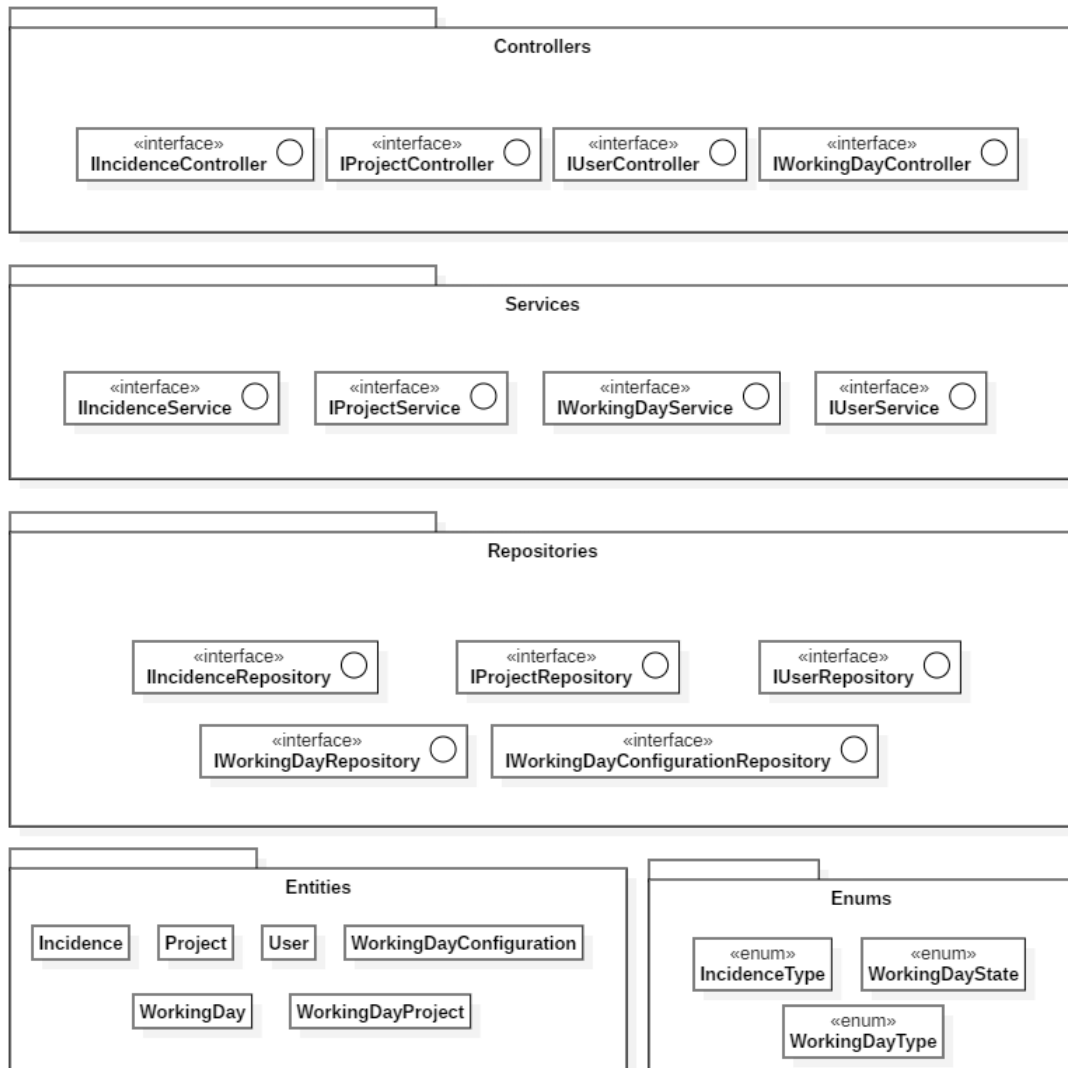 Controllers
«interface»
IIncidenceController
«interface»
IProjectController
«interface»
IUserController
«interface»
IWorkingDayController
Services
«interface»
IIncidenceService
«interface»
IProjectService
«interface»
IWorkingDayService
«interface»
IUserService
Repositories
«interface»
IIncidenceRepository
«interface»
IProjectRepository
«interface»
IUserRepository
«interface»
IWorkingDayRepository
«interface»
IWorkingDayConfigurationRepository
Entities
Incidence
Project
User
WorkingDayConfiguration
WorkingDay
WorkingDayProject
Enums
«enum»
IncidenceType
«enum»
WorkingDayState
«enum»
WorkingDayType